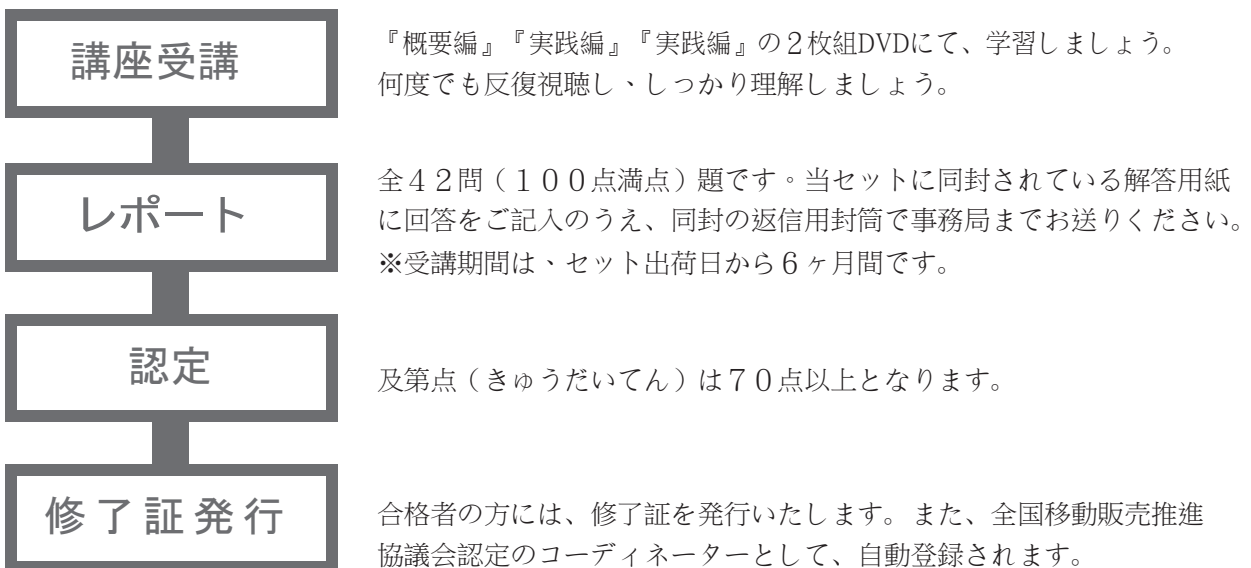 講座受講
『概要編』『実践編』『実践編』の２枚組DVDにて、学習しましょう。
何度でも反復視聴し、しっかり理解しましょう。
レポート
全４２問（１００点満点）題です。当セットに同封されている解答用紙
に回答をご記入のうえ、同封の返信用封筒で事務局までお送りください。
※受講期間は、セット出荷日から６ヶ月間です。
認定
及第点（きゅうだいてん）は７０点以上となります。
修了証発行
合格者の方には、修了証を発行いたします。また、全国移動販売推進
協議会認定のコーディネーターとして、自動登録されます。